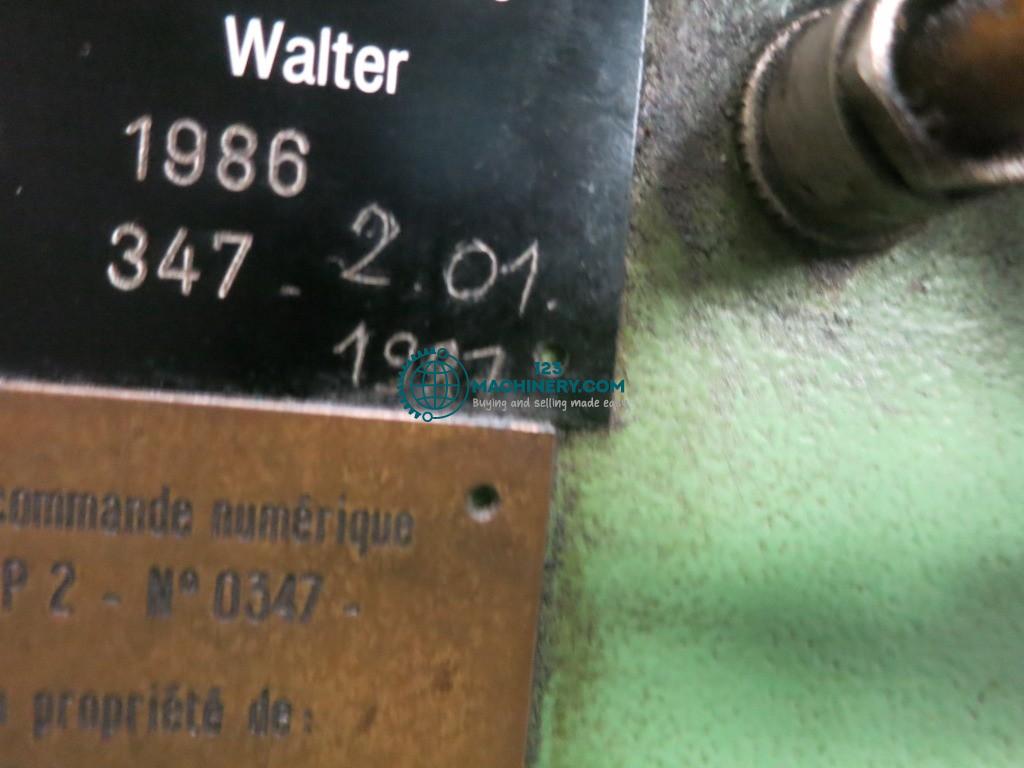 Walter
1986
347 - 2.01.
123
MACHINERY.COM
Buying and selling made easy
commande numérique
P 2 - Nº 0347 -
propriété de: